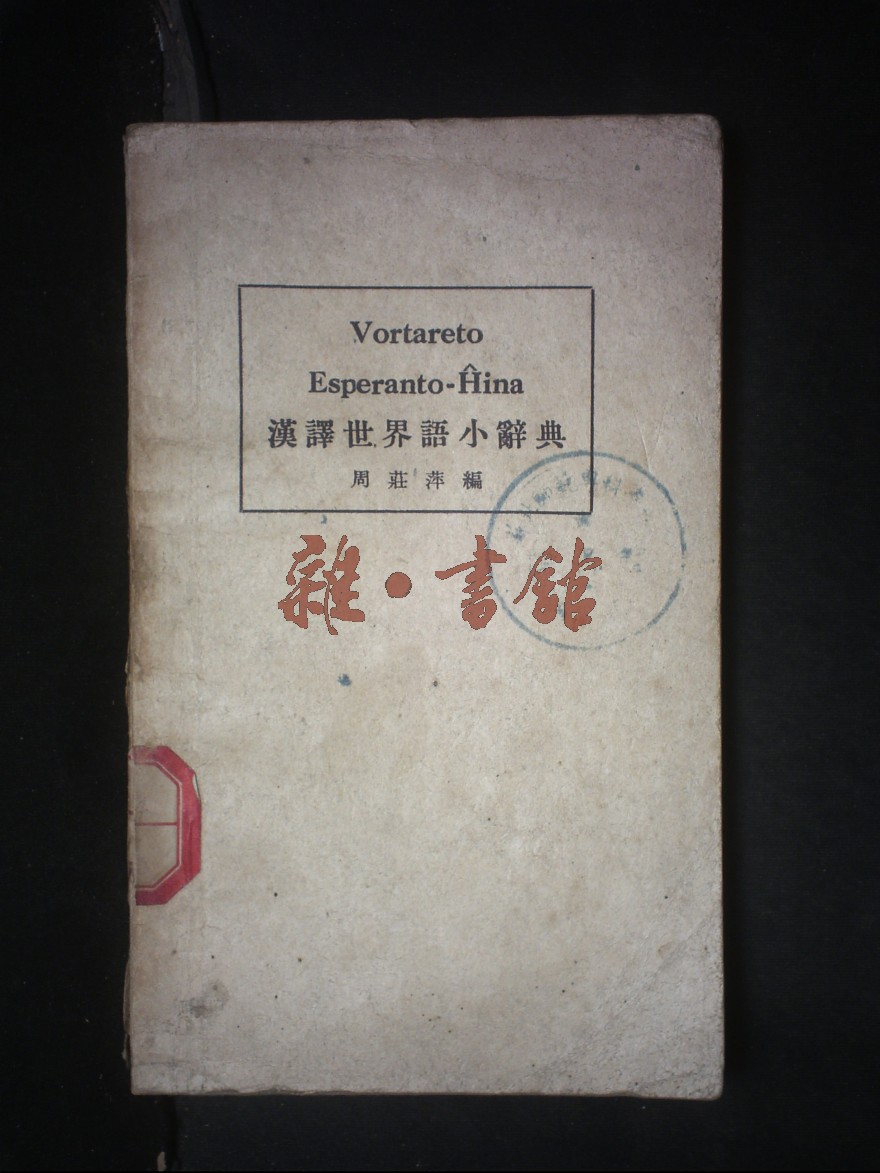 Vortareto
Esperanto-Ĥina
漢譯世界語小辭典
周莊萍編
雜·書館